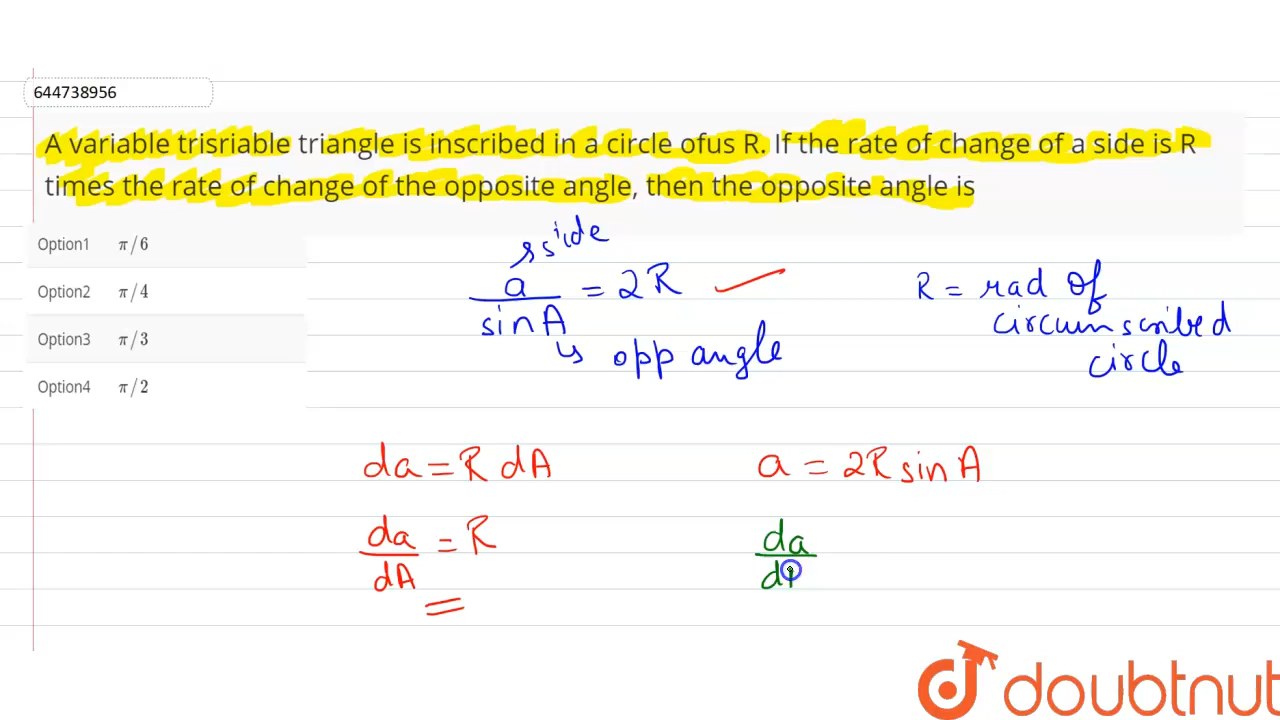 644738956
A variable trisriable triangle is inscribed in a circle ofus R. If the rate of change of a side is R
times the rate of change of the opposite angle, then the opposite angle is
Option1 π/6
Option2 π/4
Option3 π/3
Option4 π/2
side
a/sinA = 2R
opp angle
R = rad of
circumscribed
circle
da = R dA
a = 2R sinA
da/dA = R
da
d
doubtnut